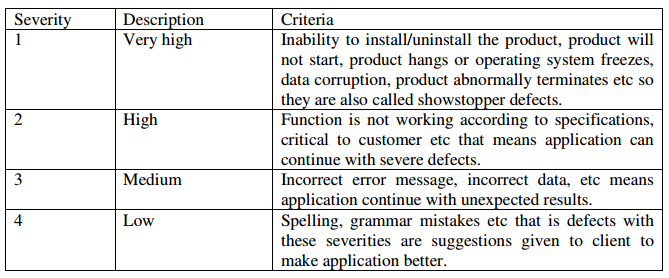 Severity Description Criteria
1 Very high Inability to install/uninstall the product, product will
not start, product hangs or operating system freezes,
data corruption, product abnormally terminates etc so
they are also called showstopper defects.
2 High Function is not working according to specifications,
critical to customer etc that means application can
continue with severe defects.
3 Medium Incorrect error message, incorrect data, etc means
application continue with unexpected results.
4 Low Spelling, grammar mistakes etc that is defects with
these severities are suggestions given to client to
make application better.